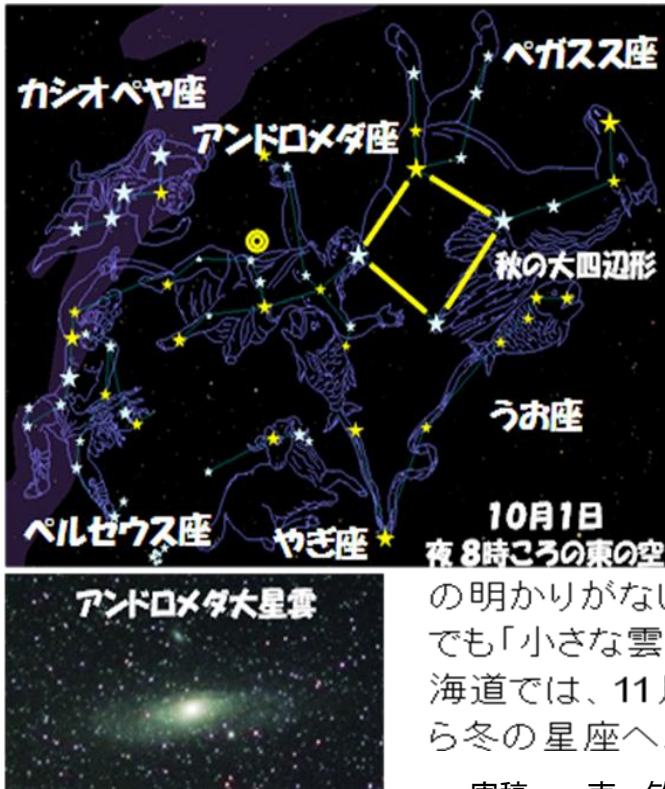 ペガスス座
カシオペヤ座
アンドロメダ座
秋の大四辺形
うお座
ペルセウス座
やぎ座
10月1日
夜8時ころの東の空
アンドロメダ大星雲
の明かりがない
でも「小さな雲
海道では、11月
ら冬の星座へ